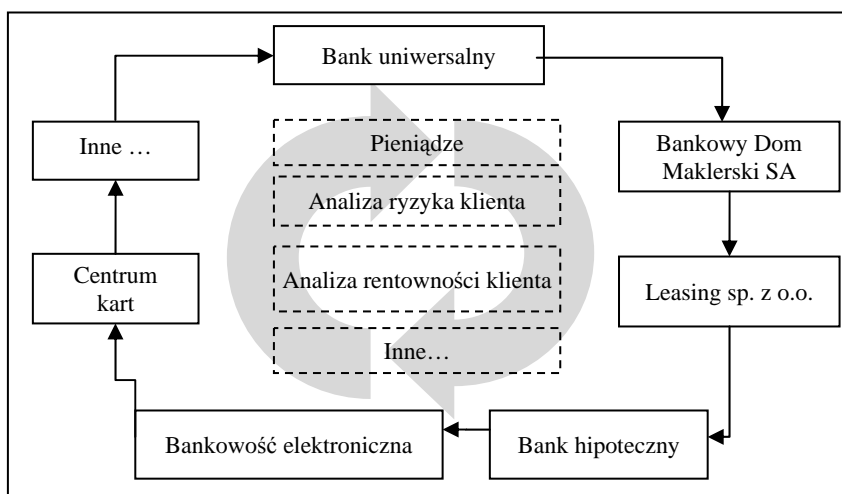 Bank uniwersalny
Inne …
Pieniądze
Bankowy Dom
Maklerski SA
Analiza ryzyka klienta
Centrum
kart
Analiza rentowności klienta
Leasing sp. z o.o.
Inne…
Bankowość elektroniczna
Bank hipoteczny